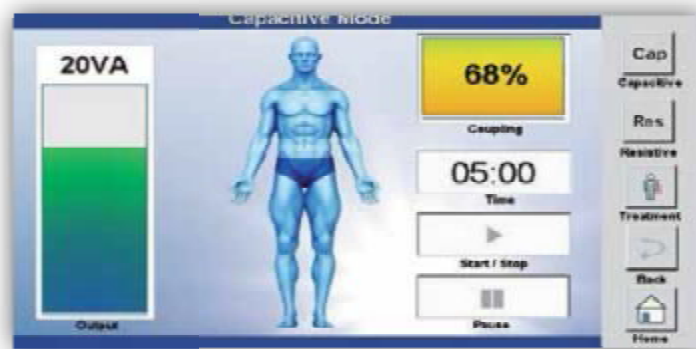 Capacitive Mode
20VA
Output
68%
Coupling
05:00
Time
Start / Stop
Pause
Cap
Capacitive
Res
Resistive
Treatment
Back
Home